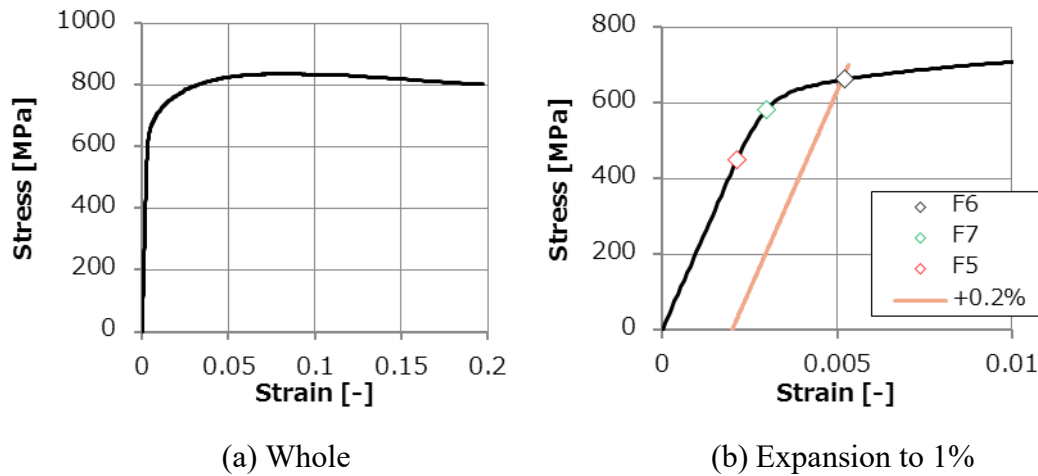 1000
800
600
400
200
0
0
0.05
0.1
0.15
0.2
Stress [MPa]
Strain [-]
(a) Whole
800
600
400
200
0
0
0.005
0.01
Stress [MPa]
Strain [-]
F6
F7
F5
+0.2%
(b) Expansion to 1%